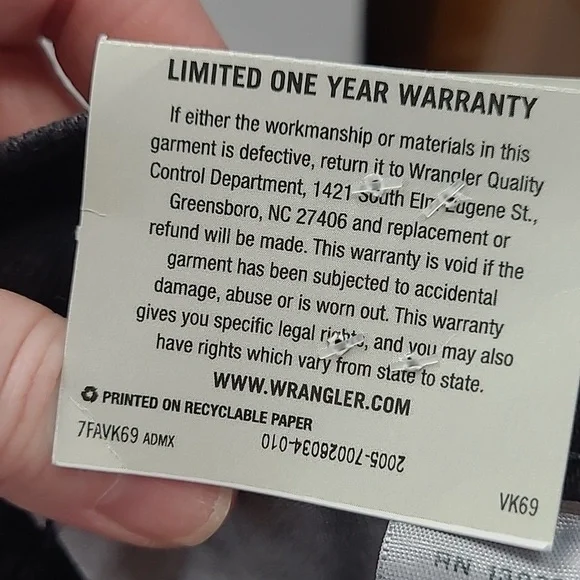 LIMITED ONE YEAR WARRANTY
If either the workmanship or materials in this
garment is defective, return it to Wrangler Quality
Control Department, 1421 South Elm Eugene St.,
Greensboro, NC 27406 and replacement or
refund will be made. This warranty is void if the
garment has been subjected to accidental
damage, abuse or is worn out. This warranty
gives you specific legal rights, and you may also
have rights which vary from state to state.
WWW.WRANGLER.COM
PRINTED ON RECYCLABLE PAPER
7FAVK69 ADMX
2005-70026034-010
VK69